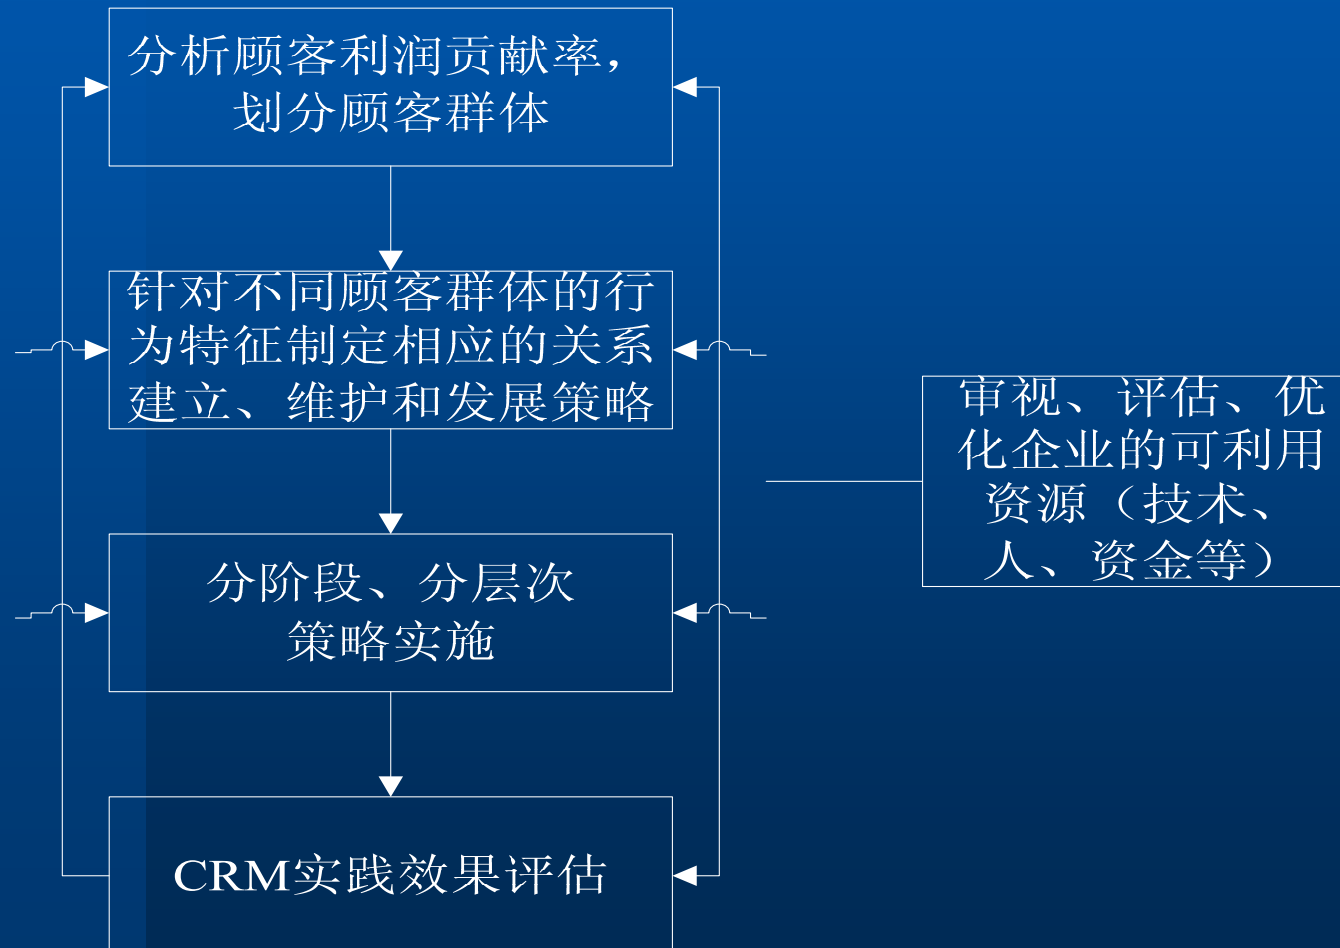 分析顾客利润贡献率，
划分顾客群体
针对不同顾客群体的行
为特征制定相应的关系
建立、维护和发展策略
审视、评估、优
化企业的可利用
资源（技术、
人、资金等）
分阶段、分层次
策略实施
CRM实践效果评估